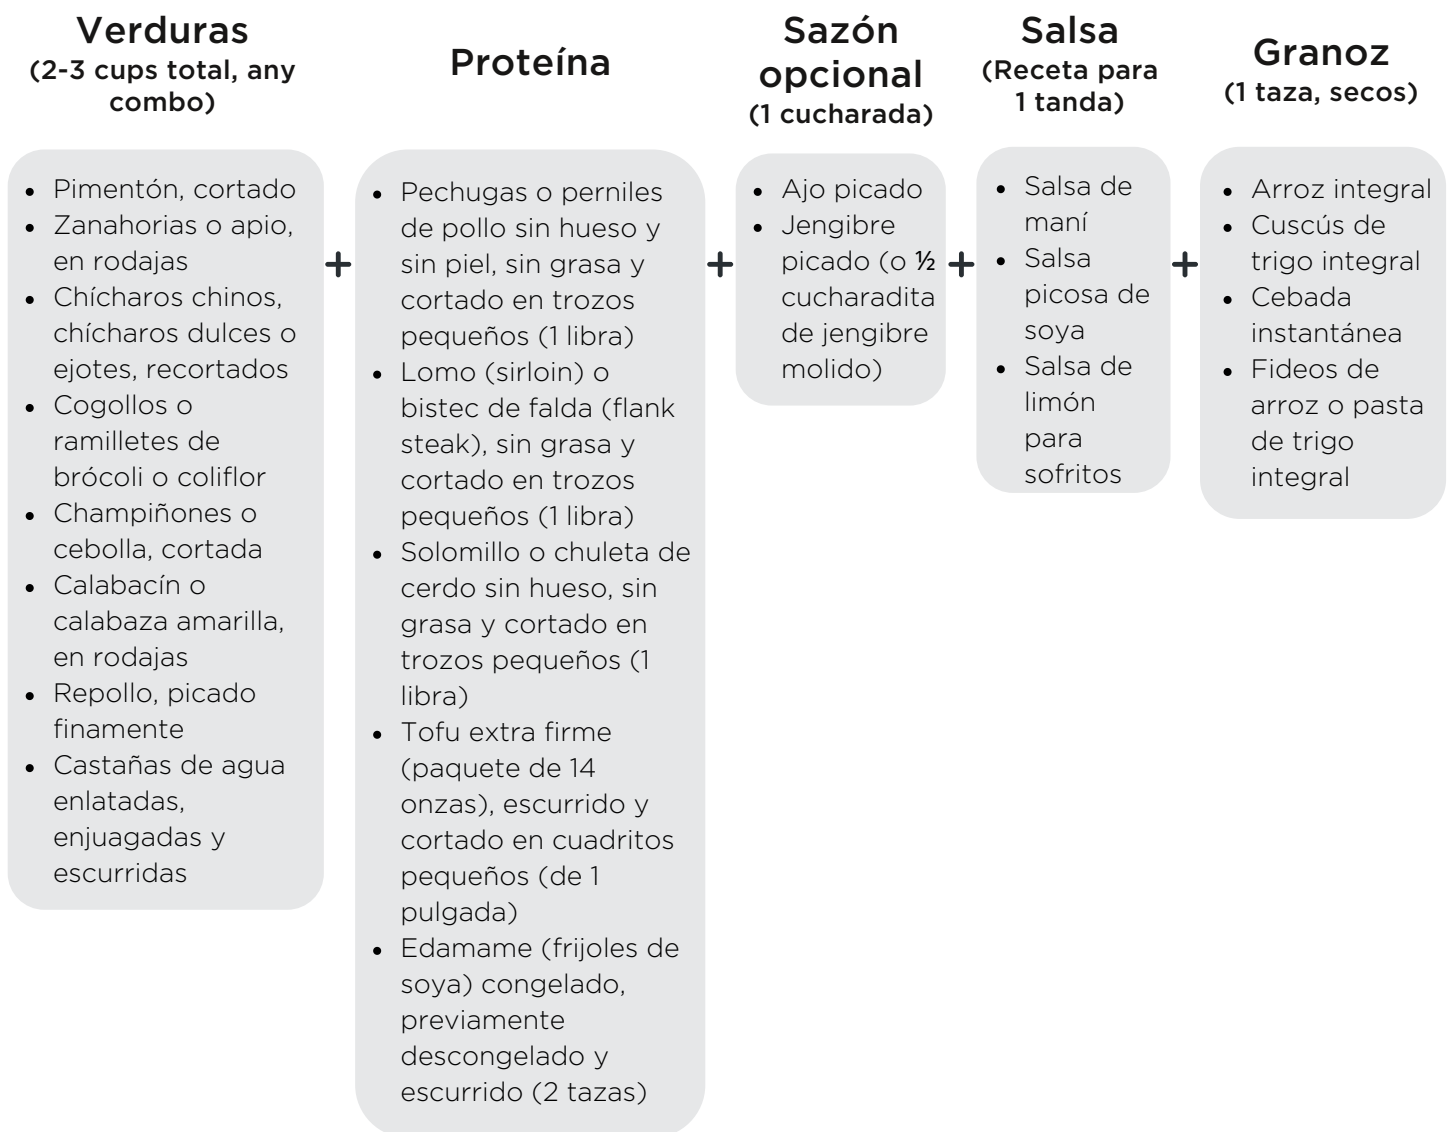 Verduras
(2-3 cups total, any
combo)
• Pimentón, cortado
• Zanahorias o apio,
en rodajas
• Chícharos chinos,
chícharos dulces o
ejotes, recortados
• Cogollos o
ramilletes de
brócoli o coliflor
• Champiñones o
cebolla, cortada
• Calabacín o
calabaza amarilla,
en rodajas
• Repollo, picado
finamente
• Castañas de agua
enlatadas,
enjuagadas y
escurridas
+
Proteína
• Pechugas o perniles
de pollo sin hueso y
sin piel, sin grasa y
cortado en trozos
pequeños (1 libra)
• Lomo (sirloin) o
bistec de falda (flank
steak), sin grasa y
cortado en trozos
pequeños (1 libra)
• Solomillo o chuleta de
cerdo sin hueso, sin
grasa y cortado en
trozos pequeños (1
libra)
• Tofu extra firme
(paquete de 14
onzas), escurrido y
cortado en cuadritos
pequeños (de 1
pulgada)
• Edamame (frijoles de
soya) congelado,
previamente
descongelado y
escurrido (2 tazas)
+
Sazón
opcional
(1 cucharada)
• Ajo picado
• Jengibre
picado (o ½
cucharadita
de jengibre
molido)
+
Salsa
(Receta para
1 tanda)
• Salsa de
maní
• Salsa
picosa de
soya
• Salsa de
limón
para
sofritos
+
Granoz
(1 taza, secos)
• Arroz integral
• Cuscús de
trigo integral
• Cebada
instantánea
• Fideos de
arroz o pasta
de trigo
integral